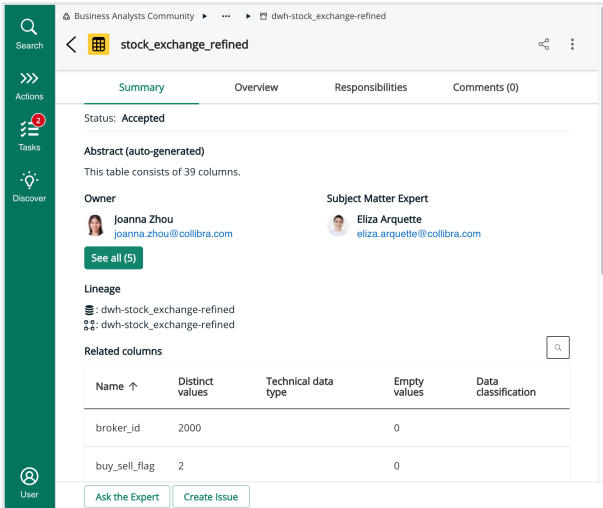 Business Analysts Community ▸ ... ▸ dwh-stock_exchange-refined
stock_exchange_refined
Search
Actions
2
Tasks
Discover
User
Summary Overview Responsibilities Comments (0)
Status: Accepted
Abstract (auto-generated)
This table consists of 39 columns.
Owner Subject Matter Expert
Joanna Zhou Eliza Arquette
joanna.zhou@collibra.com eliza.arquette@collibra.com
See all (5)
Lineage
: dwh-stock_exchange-refined
: dwh-stock_exchange-refined
Related columns
Name ↑ Distinct values Technical data type Empty values Data classification
broker_id 2000 0
buy_sell_flag 2 0
Ask the Expert Create Issue